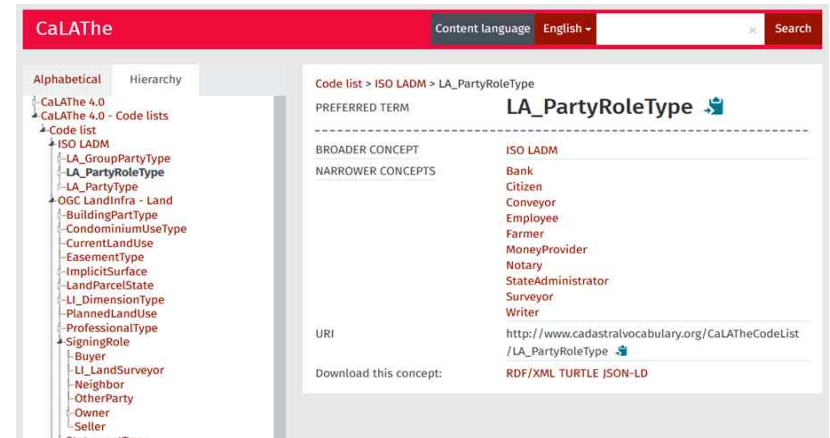 CaLAThe
Content language English
× Search
Alphabetical Hierarchy
CaLAThe 4.0
CaLAThe 4.0 - Code lists
Code list
ISO LADM
LA_GroupPartyType
LA_PartyRoleType
LA_PartyType
OGC LandInfra - Land
BuildingPartType
CondominiumUseType
CurrentLandUse
EasementType
ImplicitSurface
LandParcelState
LI_DimensionType
PlannedLandUse
ProfessionalType
SigningRole
Buyer
LI_LandSurveyor
Neighbor
OtherParty
Owner
Seller
Code list > ISO LADM > LA_PartyRoleType
PREFERRED TERM LA_PartyRoleType
BROADER CONCEPT ISO LADM
NARROWER CONCEPTS Bank
Citizen
Conveyor
Employee
Farmer
MoneyProvider
Notary
StateAdministrator
Surveyor
Writer
URI http://www.cadastralvocabulary.org/CaLATheCodeList
/LA_PartyRoleType
Download this concept: RDF/XML TURTLE JSON-LD